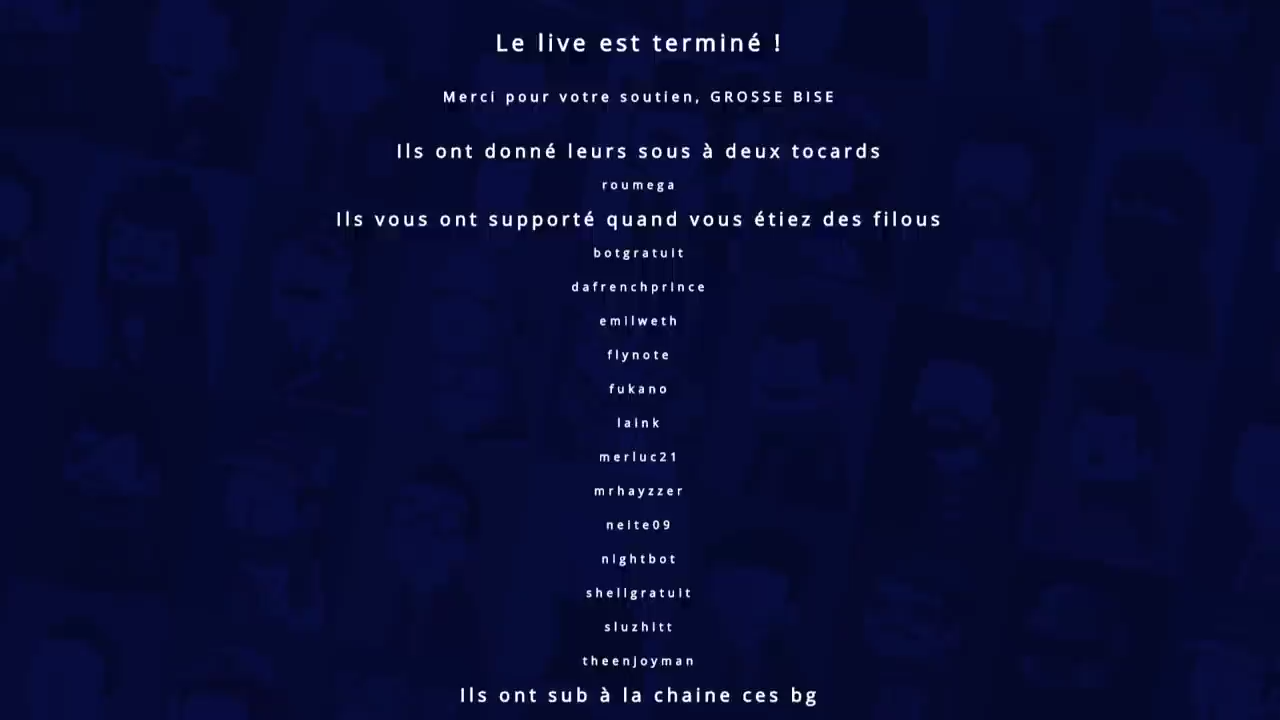 Le live est terminé !
Merci pour votre soutien, GROSSE BISE
Ils ont donné leurs sous à deux tocards
roumega
Ils vous ont supporté quand vous étiez des filous
botgratuit
dafrenchprince
emilweth
flynote
fukano
laink
merluc21
mrhayzzer
neite09
nightbot
shellgratuit
sluzhitt
theenjoyman
Ils ont sub à la chaine ces bg